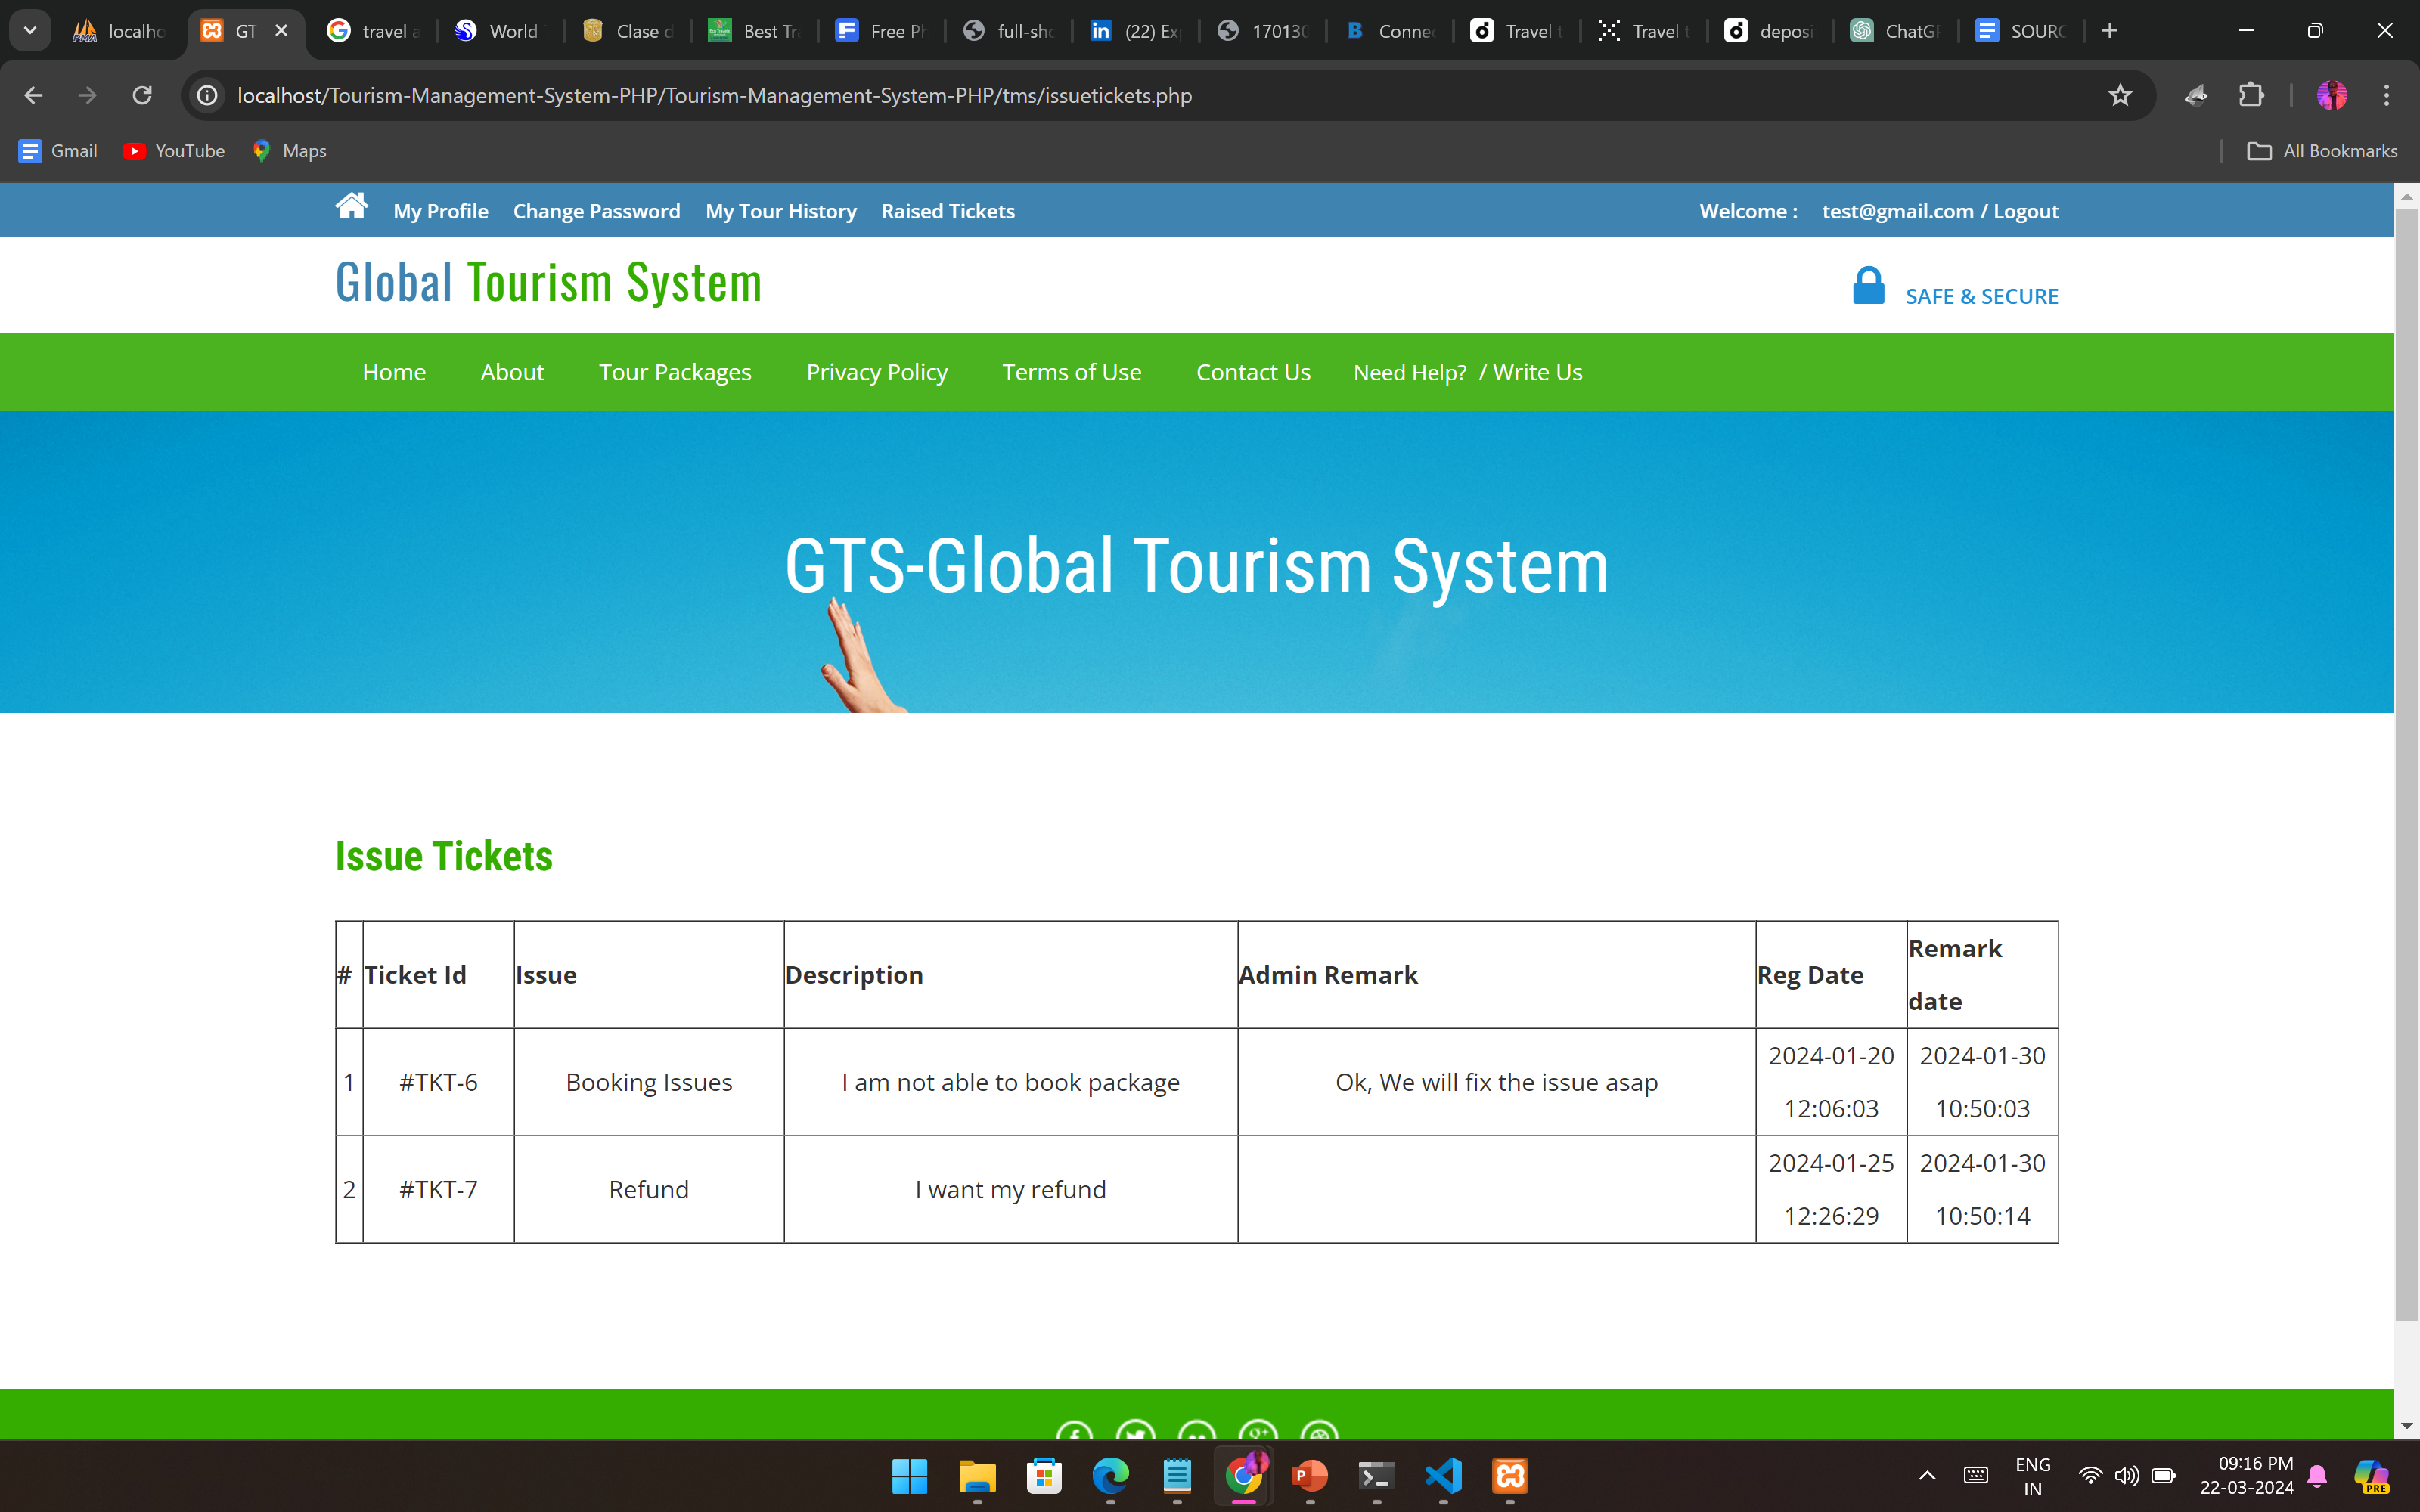 localho
GT
travel a
World
Clase d
Best Tr
Free Ph
full-sho
(22) Ex
170130
Connec
Travel t
Travel t
deposi
ChatGP
SOURC
localhost/Tourism-Management-System-PHP/Tourism-Management-System-PHP/tms/issuetickets.php
Gmail YouTube Maps All Bookmarks
My Profile Change Password My Tour History Raised Tickets Welcome : test@gmail.com / Logout
Global Tourism System
SAFE & SECURE
Home About Tour Packages Privacy Policy Terms of Use Contact Us Need Help? / Write Us
GTS-Global Tourism System
Issue Tickets
# Ticket Id Issue Description Admin Remark Reg Date Remark date
1 #TKT-6 Booking Issues I am not able to book package Ok, We will fix the issue asap 2024-01-20 12:06:03 2024-01-30 10:50:03
2 #TKT-7 Refund I want my refund 2024-01-25 12:26:29 2024-01-30 10:50:14
ENG
IN
09:16 PM
22-03-2024
PRE